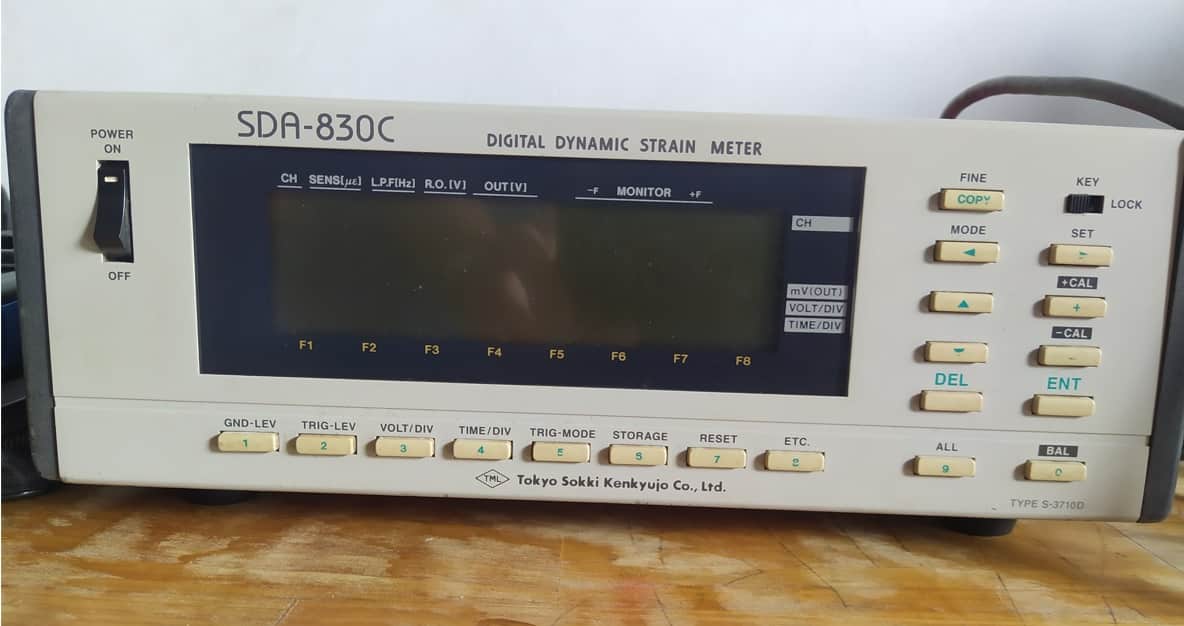 SDA-830C
DIGITAL DYNAMIC STRAIN METER
POWER
ON
OFF
CH SENS[με] L.P.F[Hz] R.O.[V] OUT[V] -F MONITOR +F
CH
mV(OUT)
VOLT/DIV
TIME/DIV
F1 F2 F3 F4 F5 F6 F7 F8
FINE
COPY
KEY
LOCK
MODE
SET
+CAL
+
-CAL
-
DEL
ENT
GND-LEV TRIG-LEV VOLT/DIV TIME/DIV TRIG-MODE STORAGE RESET ETC.
1 2 3 4 5 6 7 8
ALL
9
BAL
0
TML Tokyo Sokki Kenkyujo Co., Ltd.
TYPE S-3710D